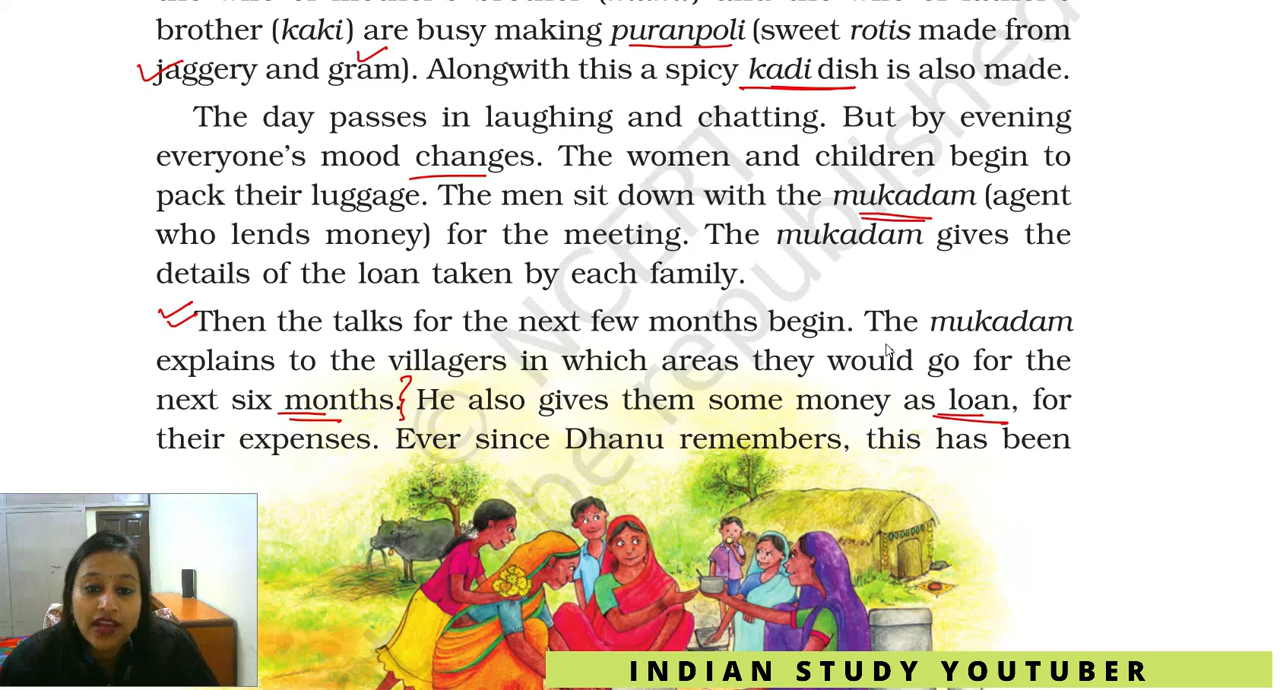 brother (kaki) are busy making puranpoli (sweet rotis made from
jaggery and gram). Alongwith this a spicy kadi dish is also made.
The day passes in laughing and chatting. But by evening
everyone's mood changes. The women and children begin to
pack their luggage. The men sit down with the mukadam (agent
who lends money) for the meeting. The mukadam gives the
details of the loan taken by each family.
Then the talks for the next few months begin. The mukadam
explains to the villagers in which areas they would go for the
next six months. He also gives them some money as loan, for
their expenses. Ever since Dhanu remembers, this has been
© NCERT
be republished
INDIAN STUDY YOUTUBER